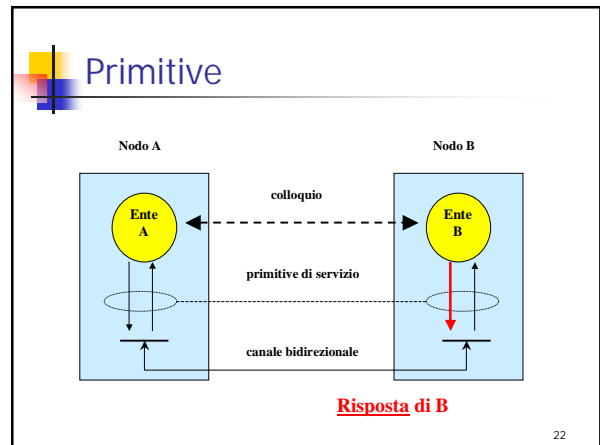 Primitive
Nodo A
Nodo B
colloquio
Ente
A
Ente
B
primitive di servizio
canale bidirezionale
Risposta di B
22